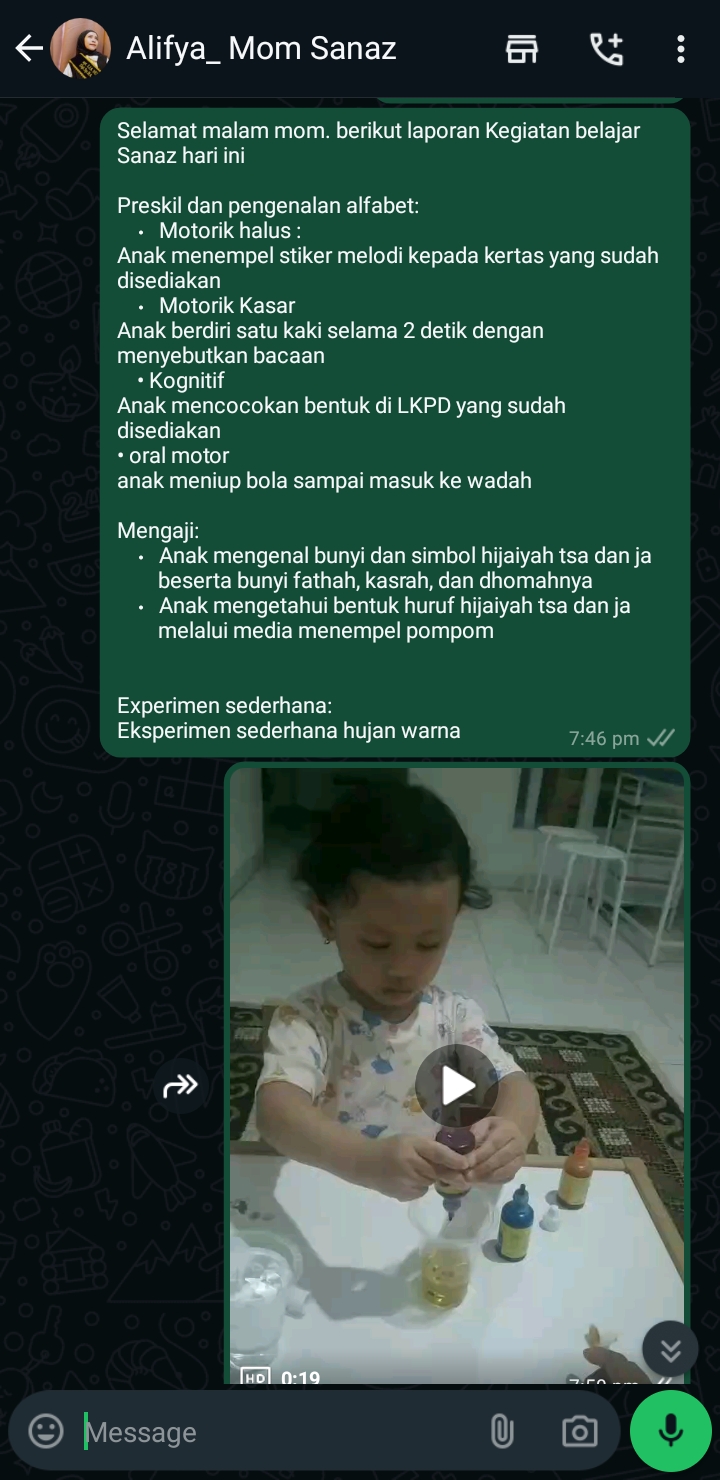 Alifya_ Mom Sanaz
Selamat malam mom. berikut laporan Kegiatan belajar
Sanaz hari ini
Preskil dan pengenalan alfabet:
• Motorik halus :
Anak menempel stiker melodi kepada kertas yang sudah
disediakan
• Motorik Kasar
Anak berdiri satu kaki selama 2 detik dengan
menyebutkan bacaan
• Kognitif
Anak mencocokan bentuk di LKPD yang sudah
disediakan
• oral motor
anak meniup bola sampai masuk ke wadah
Mengaji:
• Anak mengenal bunyi dan simbol hijaiyah tsa dan ja
beserta bunyi fathah, kasrah, dan dhomahnya
• Anak mengetahui bentuk huruf hijaiyah tsa dan ja
melalui media menempel pompom
Experimen sederhana:
Eksperimen sederhana hujan warna
7:46 pm
HD 0:19
Message